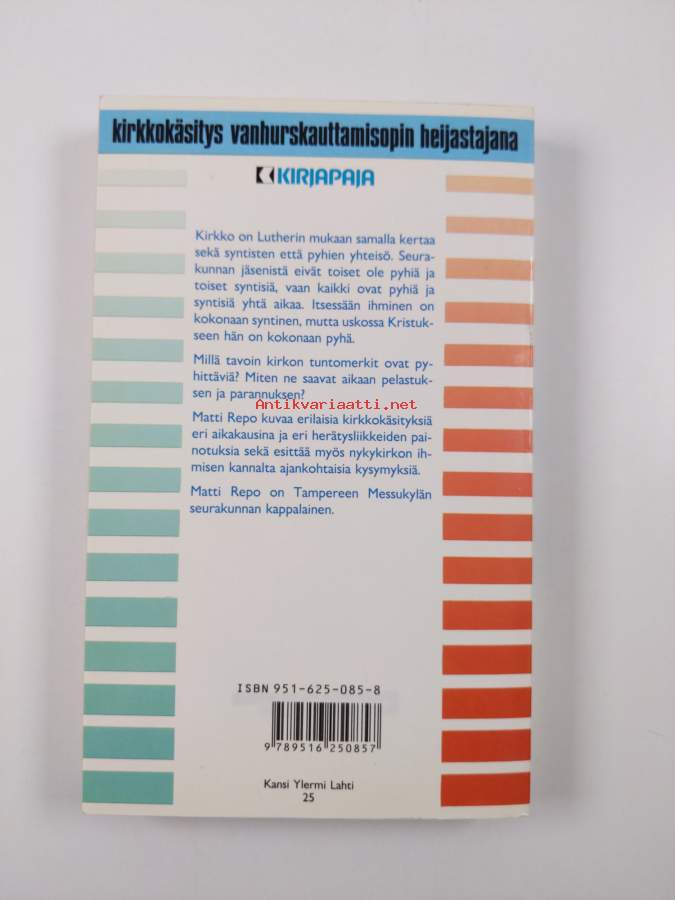 kirkkokäsitys vanhurskauttamisopin heijastajana
KIRJAPAJA
Kirkko on Lutherin mukaan samalla kertaa
sekä syntisten että pyhien yhteisö. Seura-
kunnan jäsenistä eivät toiset ole pyhiä ja
toiset syntisiä, vaan kaikki ovat pyhiä ja
syntisiä yhtä aikaa. Itsessään ihminen on
kokonaan syntinen, mutta uskossa Kristuk-
seen hän on kokonaan pyhä.
Millä tavoin kirkon tuntomerkit ovat py-
hittäviä? Miten ne saavat aikaan pelastuk-
sen ja parannuksen?
Antikvariaatti.net
Matti Repo kuvaa erilaisia kirkkokäsityksiä
eri aikakausina ja eri herätysliikkeiden pai-
notuksia sekä esittää myös nykykirkon ih-
misen kannalta ajankohtaisia kysymyksiä.
Matti Repo on Tampereen Messukylän
seurakunnan kappalainen.
ISBN 951-625-085-8
9 789516 250857
Kansi Ylermi Lahti
25